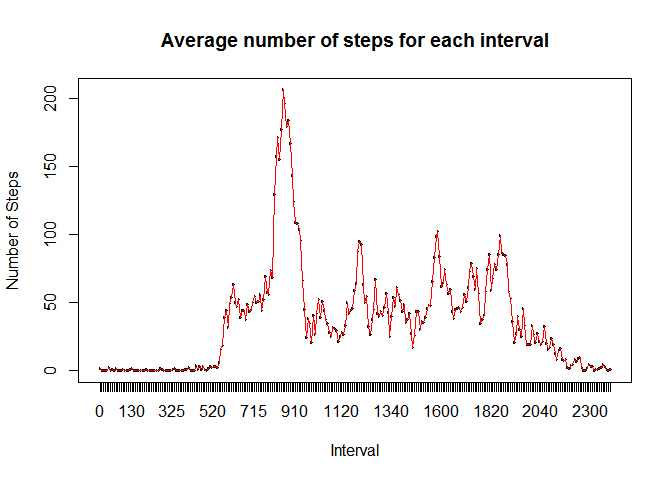 Average number of steps for each interval
Number of Steps
200
150
100
50
0
0 130 325 520 715 910 1120 1340 1600 1820 2040 2300
Interval